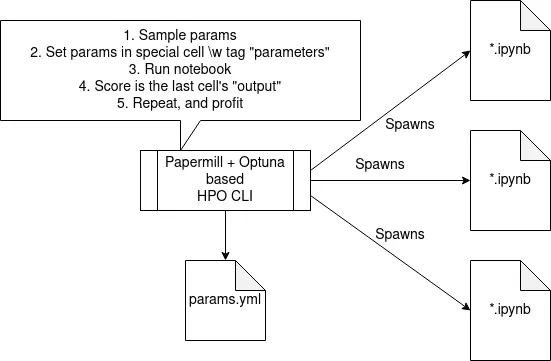 1. Sample params
2. Set params in special cell \w tag "parameters"
3. Run notebook
4. Score is the last cell's "output"
5. Repeat, and profit
Papermill + Optuna
based
HPO CLI
Spawns
Spawns
Spawns
*.ipynb
*.ipynb
*.ipynb
params.yml